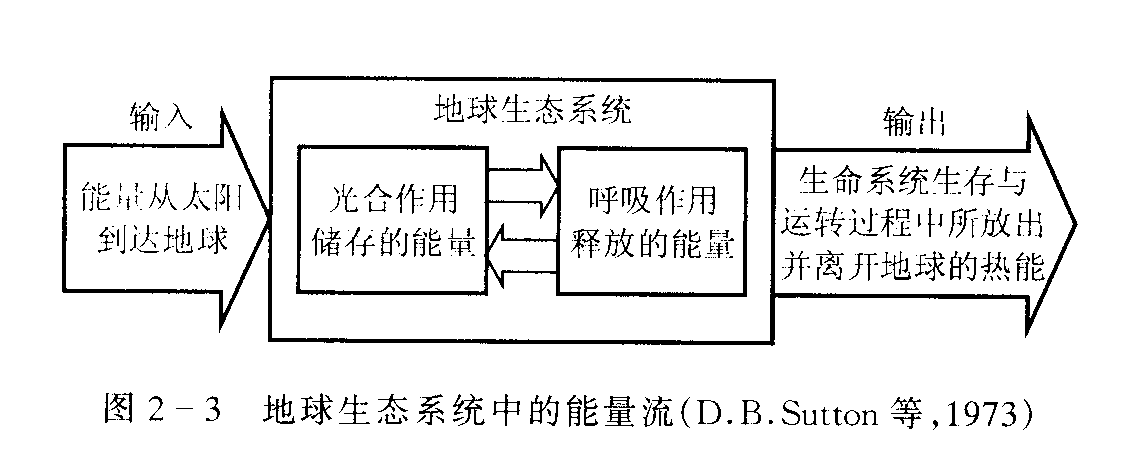 地球生态系统
输入
输出
能量从太阳
到达地球
光合作用
储存的能量
呼吸作用
释放的能量
生命系统生存与
运转过程中所放出
并离开地球的热能
图 2-3 地球生态系统中的能量流(D.B.Sutton 等,1973)